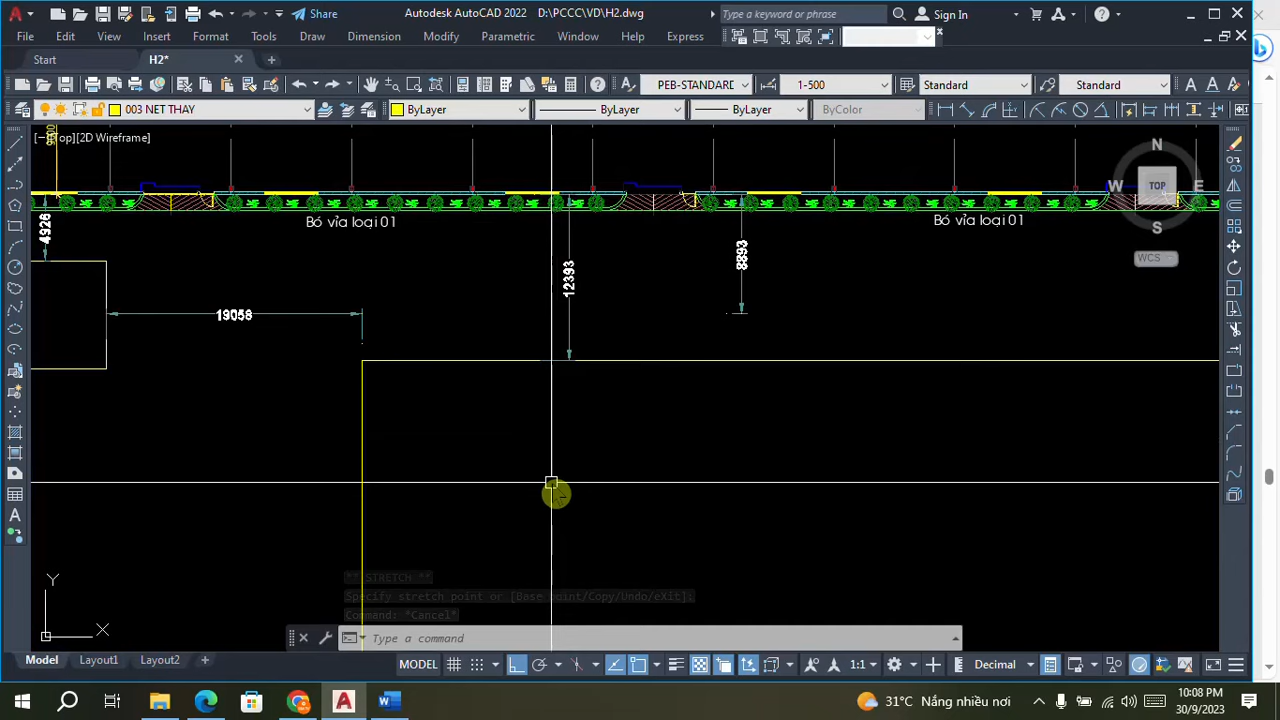 Share
Autodesk AutoCAD 2022 D:\PCCC\VD\H2.dwg
Type a keyword or phrase
Sign In
File Edit View Insert Format Tools Draw Dimension Modify Parametric Window Help Express
Start
H2*
PEB-STANDARD
1-500
Standard
Standard
003 NET THAY
ByLayer
ByLayer
ByLayer
ByColor
[−][Top][2D Wireframe]
N
W TOP E
S
WCS
Bó vỉa loại 01
Bó vỉa loại 01
4926
12393
8893
19058
Y
X
** STRETCH **
Specify stretch point or [Base point/Copy/Undo/eXit]:
Command: *Cancel*
Type a command
Model Layout1 Layout2
MODEL
1:1
Decimal
31°C Nắng nhiều nơi
10:08 PM
30/9/2023